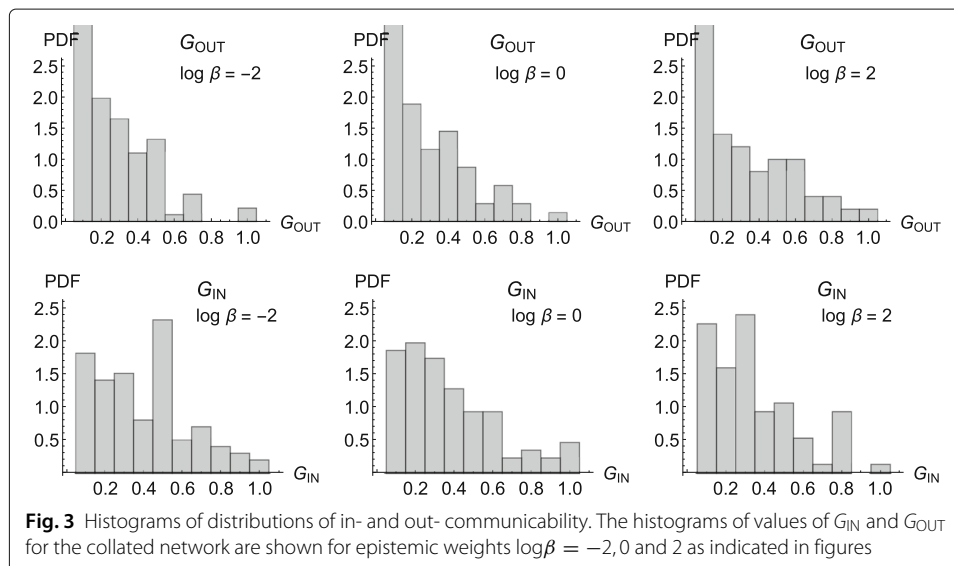 PDF
G_OUT
log β = −2
2.5
2.0
1.5
1.0
0.5
0.0
0.2 0.4 0.6 0.8 1.0
G_OUT
PDF
G_OUT
log β = 0
2.5
2.0
1.5
1.0
0.5
0.0
0.2 0.4 0.6 0.8 1.0
G_OUT
PDF
G_OUT
log β = 2
2.5
2.0
1.5
1.0
0.5
0.0
0.2 0.4 0.6 0.8 1.0
G_OUT
PDF
G_IN
log β = −2
2.5
2.0
1.5
1.0
0.5
0.2 0.4 0.6 0.8 1.0
G_IN
PDF
G_IN
log β = 0
2.5
2.0
1.5
1.0
0.5
0.2 0.4 0.6 0.8 1.0
G_IN
PDF
G_IN
log β = 2
2.5
2.0
1.5
1.0
0.5
0.2 0.4 0.6 0.8 1.0
G_IN
Fig. 3 Histograms of distributions of in- and out- communicability. The histograms of values of G_IN and G_OUT
for the collated network are shown for epistemic weights logβ = −2, 0 and 2 as indicated in figures